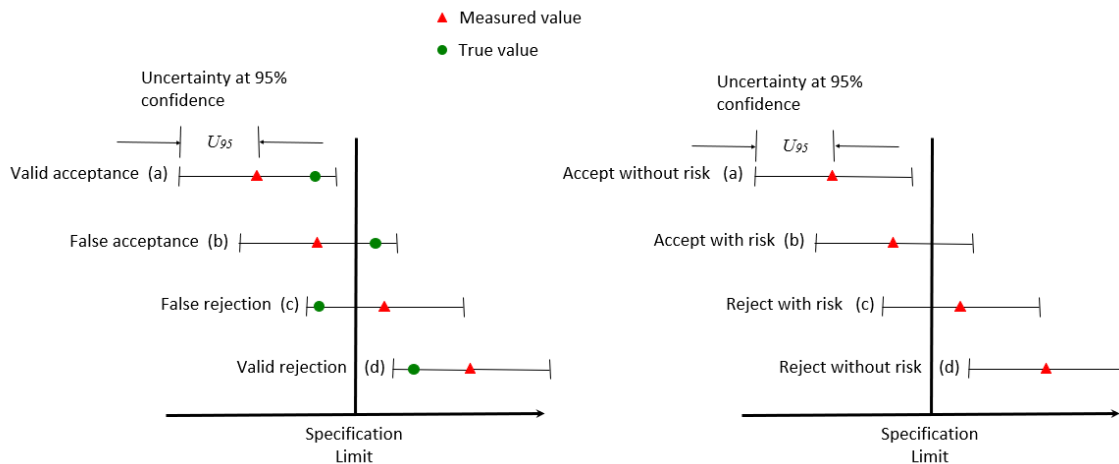 Measured value
True value
Uncertainty at 95%
confidence
U95
Valid acceptance (a)
False acceptance (b)
False rejection (c)
Valid rejection (d)
Specification
Limit
Uncertainty at 95%
confidence
U95
Accept without risk (a)
Accept with risk (b)
Reject with risk (c)
Reject without risk (d)
Specification
Limit